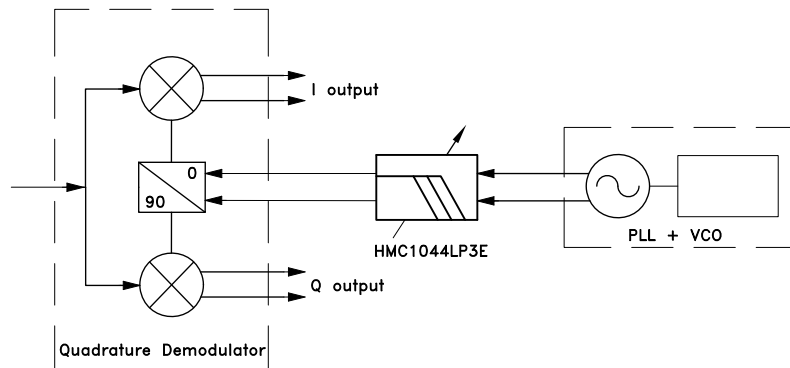 I output
0
90
HMC1044LP3E
PLL + VCO
Q output
Quadrature Demodulator